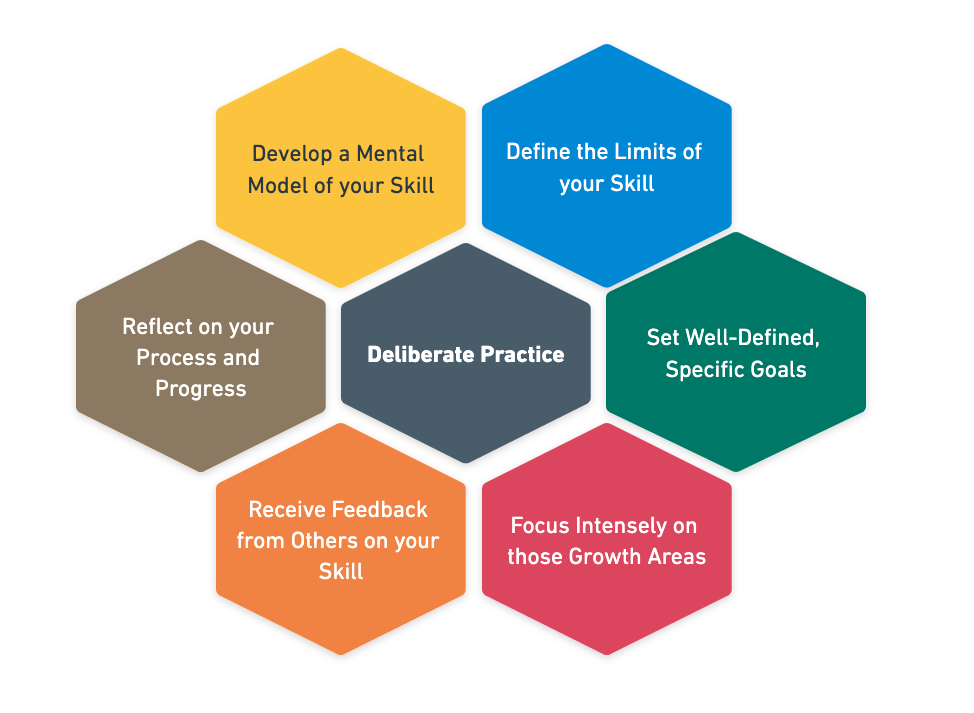 Develop a Mental
Model of your Skill
Define the Limits of
your Skill
Reflect on your
Process and
Progress
Deliberate Practice
Set Well-Defined,
Specific Goals
Receive Feedback
from Others on your
Skill
Focus Intensely on
those Growth Areas